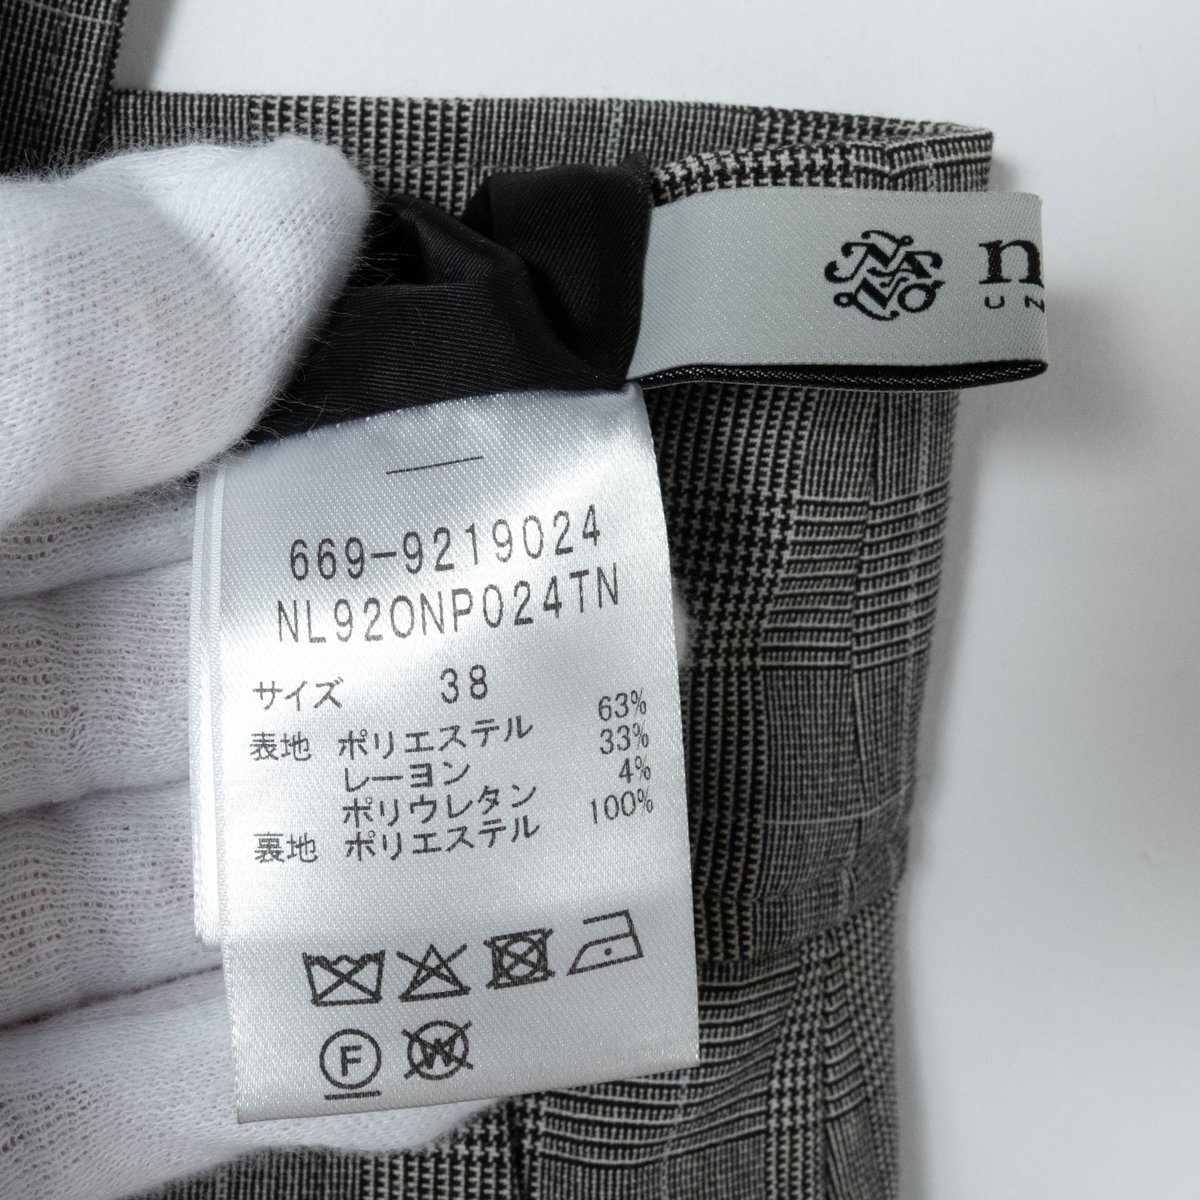 n
UN
669-9219024
NL92ONP024TN
サイズ 38
表地 ポリエステル 63%
レーヨン 33%
ポリウレタン 4%
裏地 ポリエステル 100%
F
W